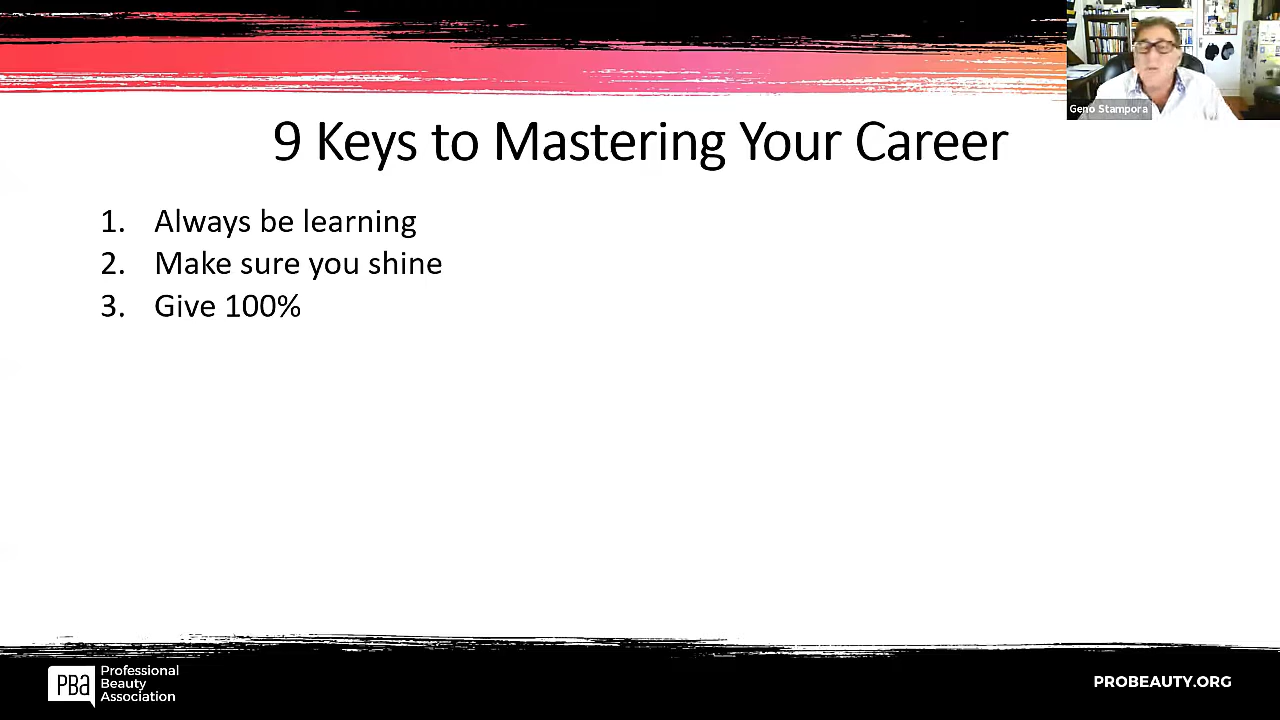 Geno Stampora
9 Keys to Mastering Your Career
1. Always be learning
2. Make sure you shine
3. Give 100%
PBA
Professional
Beauty
Association
PROBEAUTY.ORG